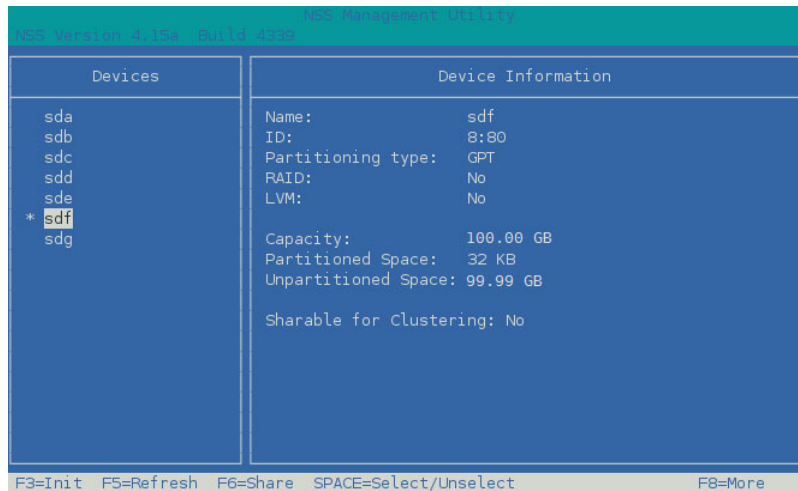 NSS Management Utility
NSS Version 4.15a Build 4339
Devices
sda
sdb
sdc
sdd
sde
* sdf
sdg
Device Information
Name: sdf
ID: 8:80
Partitioning type: GPT
RAID: No
LVM: No
Capacity: 100.00 GB
Partitioned Space: 32 KB
Unpartitioned Space: 99.99 GB
Sharable for Clustering: No
F3=Init F5=Refresh F6=Share SPACE=Select/Unselect F8=More